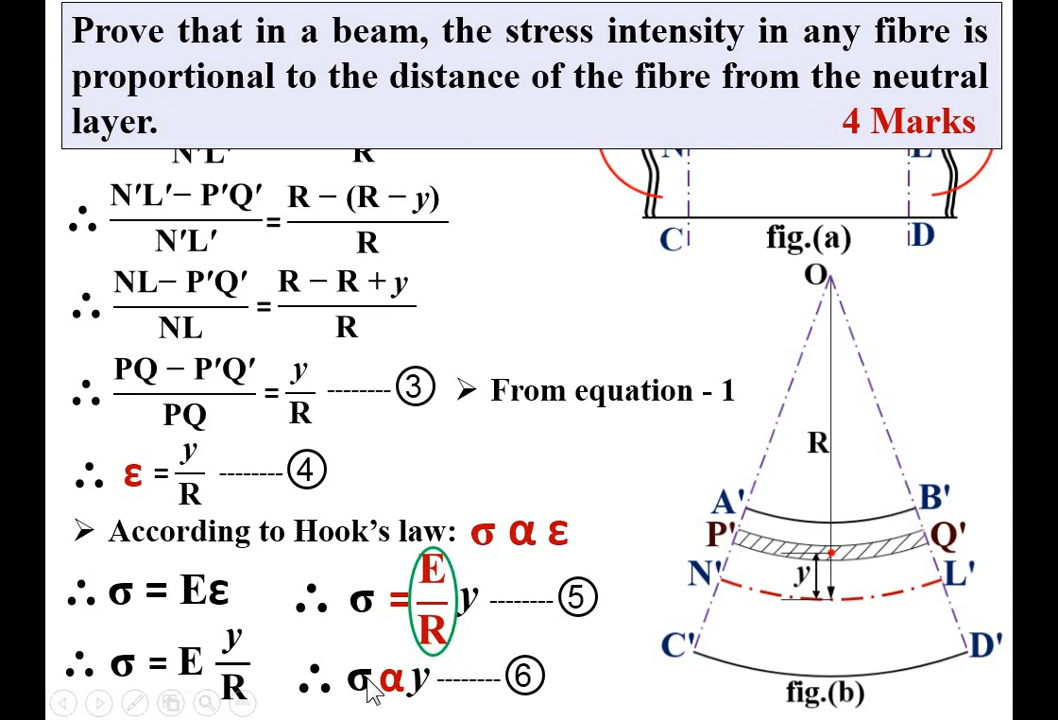 Prove that in a beam, the stress intensity in any fibre is
proportional to the distance of the fibre from the neutral
layer. 4 Marks
N'L' R
∴ N'L'− P'Q' / N'L' = R − (R − y) / R
∴ NL− P'Q' / NL = R − R + y / R
∴ PQ − P'Q' / PQ = y / R -------- ③ ➢ From equation - 1
∴ ε = y / R -------- ④
➢ According to Hook's law: σ α ε
∴ σ = Eε
∴ σ = E y / R
∴ σ = E / R y -------- ⑤
∴ σ α y -------- ⑥
N L
C D
fig.(a)
O
R
A' B'
P' Q'
y
N' L'
C' D'
fig.(b)